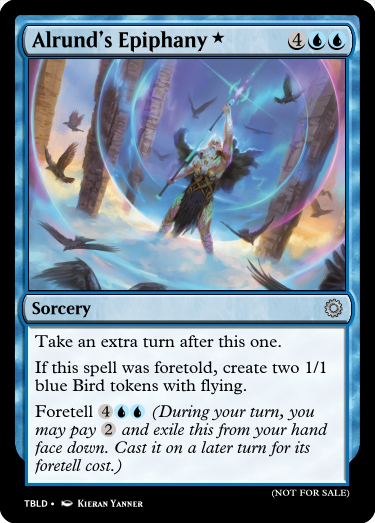 Alrund's Epiphany ★ 4UU
Sorcery
Take an extra turn after this one.
If this spell was foretold, create two 1/1
blue Bird tokens with flying.
Foretell 4UU (During your turn, you
may pay 2 and exile this from your hand
face down. Cast it on a later turn for its
foretell cost.)
(NOT FOR SALE)
TBLD • Kieran Yanner